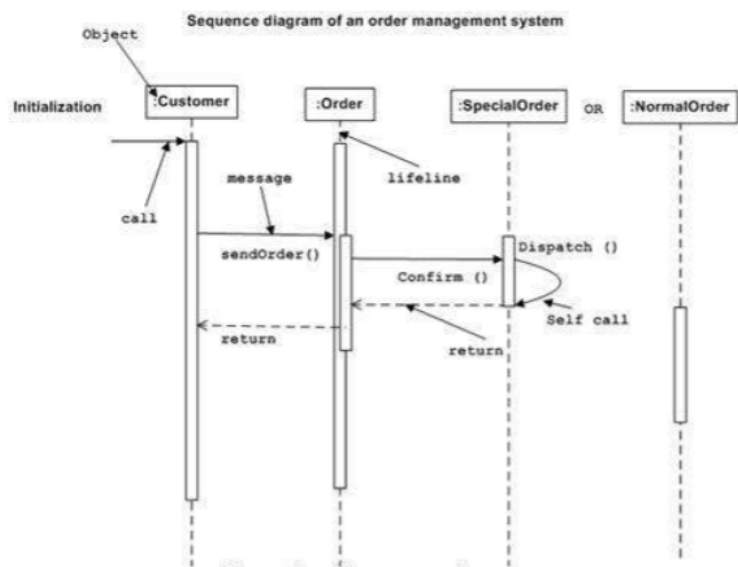 Sequence diagram of an order management system
Object
Initialization
:Customer
:Order
:SpecialOrder
OR
:NormalOrder
message
lifeline
call
sendOrder()
Dispatch ()
Confirm ()
Self call
return
return